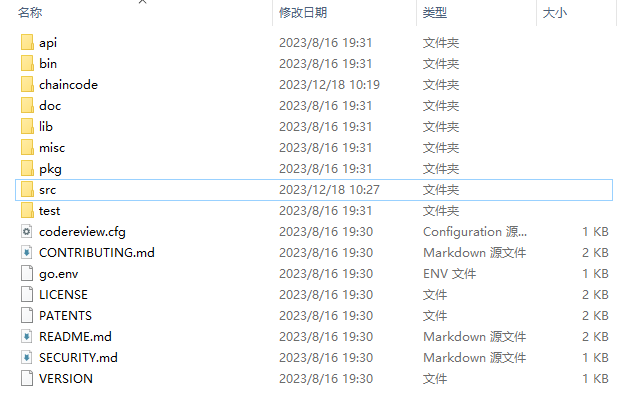 名称 修改日期 类型 大小
api 2023/8/16 19:31 文件夹
bin 2023/8/16 19:31 文件夹
chaincode 2023/12/18 10:19 文件夹
doc 2023/8/16 19:31 文件夹
lib 2023/8/16 19:31 文件夹
misc 2023/8/16 19:31 文件夹
pkg 2023/8/16 19:31 文件夹
src 2023/12/18 10:27 文件夹
test 2023/8/16 19:31 文件夹
codereview.cfg 2023/8/16 19:30 Configuration 源... 1 KB
CONTRIBUTING.md 2023/8/16 19:30 Markdown 源文件 2 KB
go.env 2023/8/16 19:30 ENV 文件 1 KB
LICENSE 2023/8/16 19:30 文件 2 KB
PATENTS 2023/8/16 19:30 文件 2 KB
README.md 2023/8/16 19:30 Markdown 源文件 2 KB
SECURITY.md 2023/8/16 19:30 Markdown 源文件 1 KB
VERSION 2023/8/16 19:30 文件 1 KB